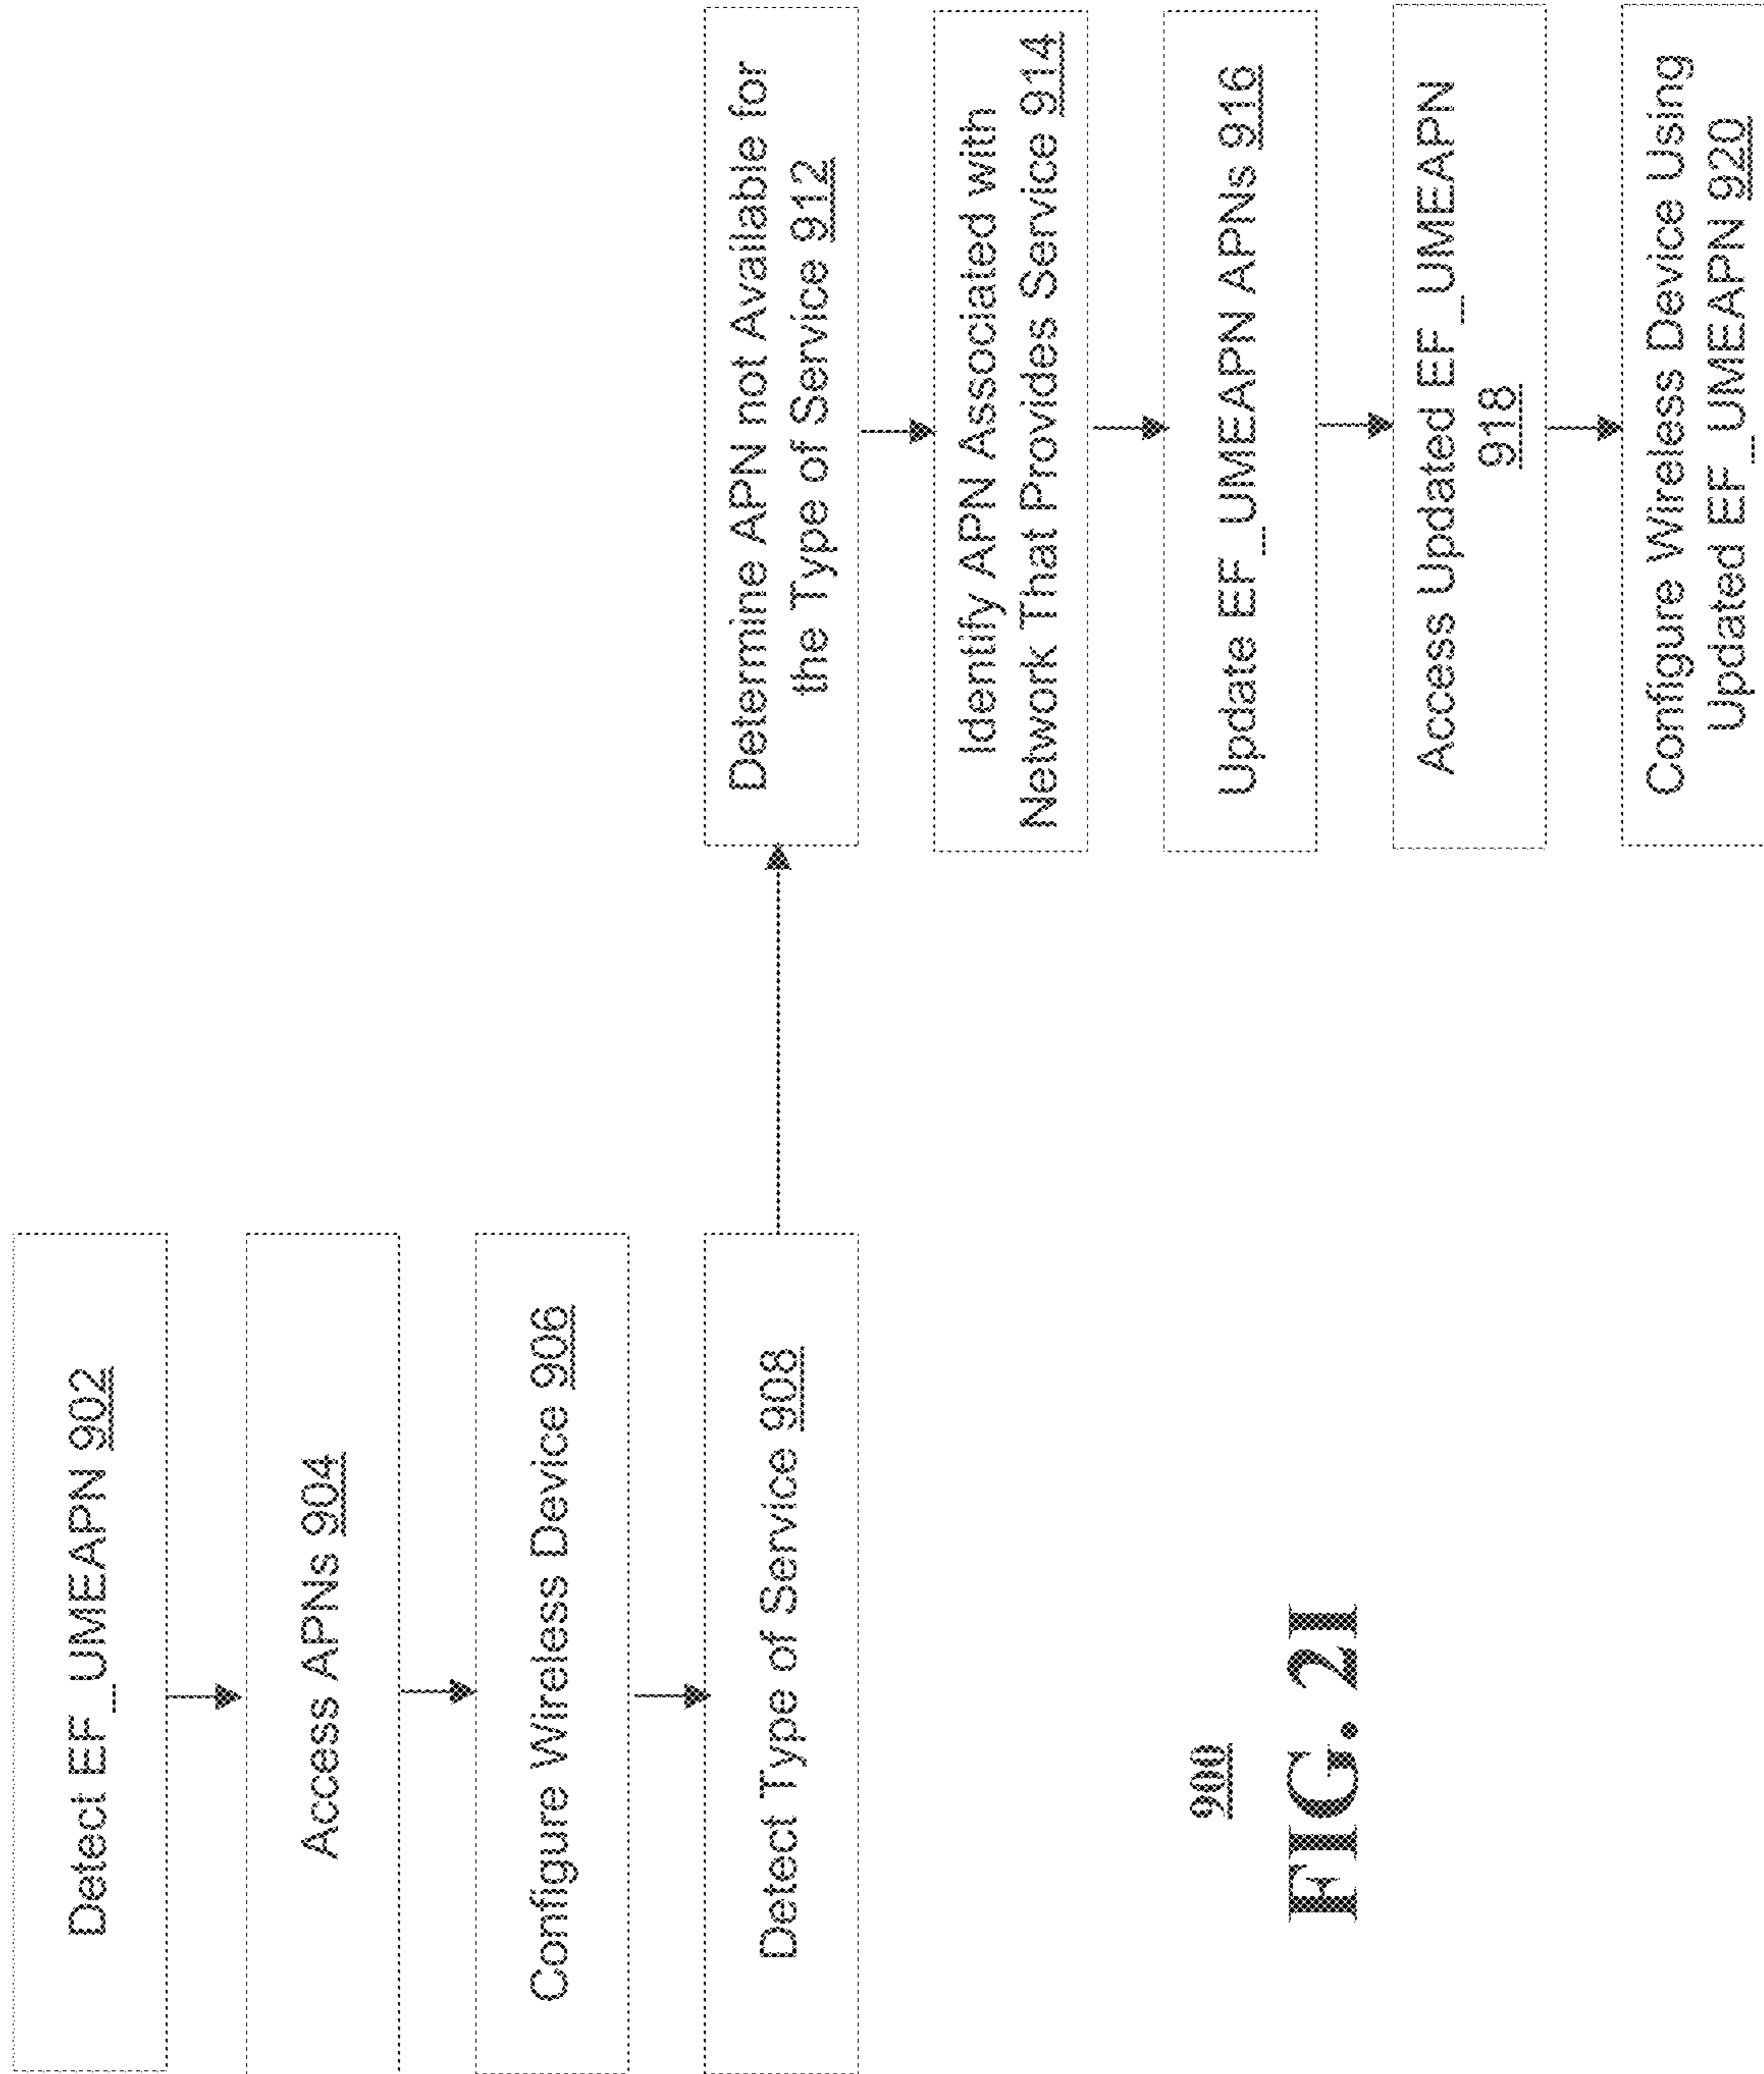 Detect EF_UMEAPN 902
Access APNs 904
Configure Wireless Device 906
Detect Type of Service 908
Determine APN not Available for
the Type of Service 912
Identify APN Associated with
Network That Provides Service 914
Update EF_UMEAPN APNs 916
Access Updated EF_UMEAPN
918
Configure Wireless Device Using
Updated EF_UMEAPN 920
900
FIG. 2I